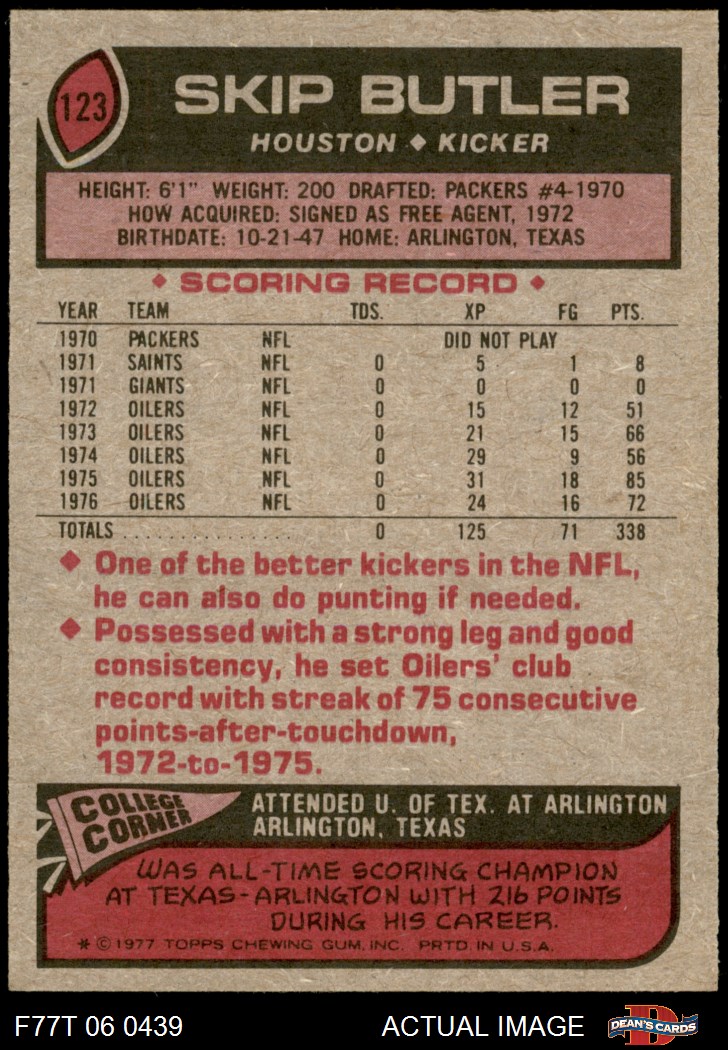 123
SKIP BUTLER
HOUSTON ◆ KICKER
HEIGHT: 6'1" WEIGHT: 200 DRAFTED: PACKERS #4-1970
HOW ACQUIRED: SIGNED AS FREE AGENT, 1972
BIRTHDATE: 10-21-47 HOME: ARLINGTON, TEXAS
◆ SCORING RECORD ◆
YEAR TEAM TDS. XP FG PTS.
1970 PACKERS NFL DID NOT PLAY
1971 SAINTS NFL 0 5 1 8
1971 GIANTS NFL 0 0 0 0
1972 OILERS NFL 0 15 12 51
1973 OILERS NFL 0 21 15 66
1974 OILERS NFL 0 29 9 56
1975 OILERS NFL 0 31 18 85
1976 OILERS NFL 0 24 16 72
TOTALS . . . . . . . . . . . . . . . 0 125 71 338
◆ One of the better kickers in the NFL,
he can also do punting if needed.
◆ Possessed with a strong leg and good
consistency, he set Oilers' club
record with streak of 75 consecutive
points-after-touchdown,
1972-to-1975.
COLLEGE
CORNER
ATTENDED U. OF TEX. AT ARLINGTON
ARLINGTON, TEXAS
WAS ALL-TIME SCORING CHAMPION
AT TEXAS-ARLINGTON WITH 216 POINTS
DURING HIS CAREER.
* © 1977 TOPPS CHEWING GUM, INC. PRTD. IN U.S.A.
F77T 06 0439 ACTUAL IMAGE
D
DEAN'S CARDS